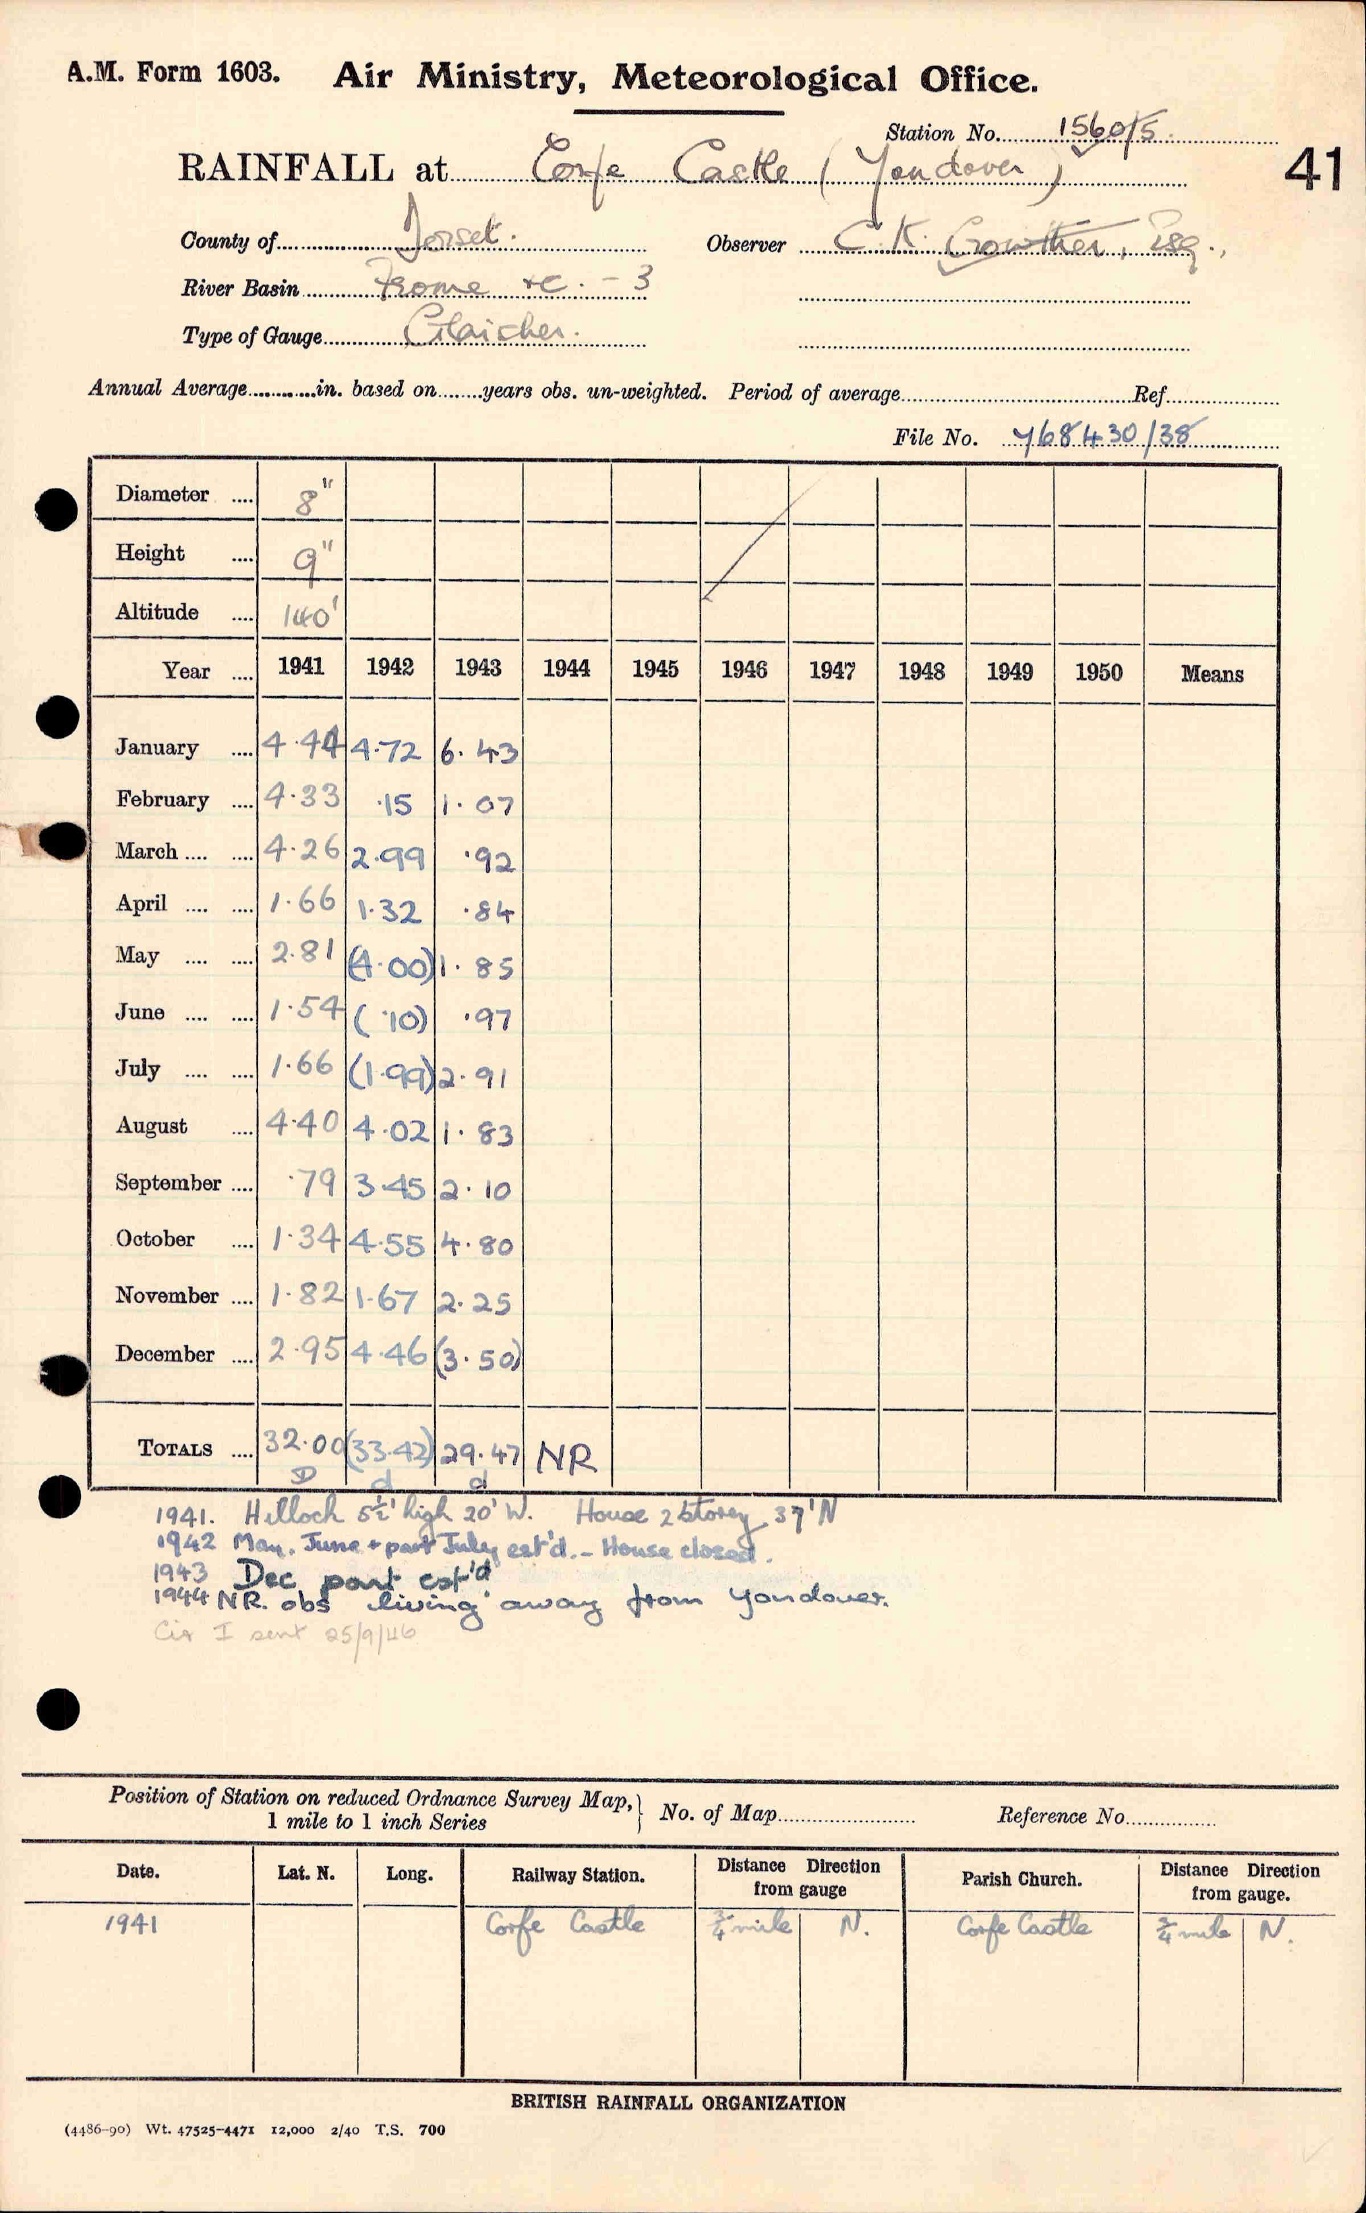 A.M. Form 1603. Air Ministry, Meteorological Office.
Station No. 1560/5
RAINFALL at Corfe Castle (Yondover)
41
County of Dorset. Observer C. K. Crowther, Esq.,
River Basin Frome &c. - 3
Type of Gauge Glaisher.
Annual Average............in. based on........years obs. un-weighted. Period of average........Ref........
File No. 768430/38
Diameter .... 8"
Height .... 9"
Altitude .... 140'
Year .... 1941 1942 1943 1944 1945 1946 1947 1948 1949 1950 Means
January .... 4.44 4.72 6.43
February .... 4.33 .15 1.07
March .... .... 4.26 2.99 .92
April .... .... 1.66 1.32 .84
May .... .... 2.81 (4.00) 1.85
June .... .... 1.54 (.10) .97
July .... .... 1.66 (1.99) 2.91
August .... 4.40 4.02 1.83
September .... .79 3.45 2.10
October .... 1.34 4.55 4.80
November .... 1.82 1.67 2.25
December .... 2.95 4.46 (3.50)
TOTALS .... 32.00 (33.42) 29.47 NR
D d d
1941. Hillock 5½' high 20' W. House 2 storey 37' N
1942 May, June + part July est'd. - House closed.
1943 Dec part est'd
1944 NR. obs living away from Yondover.
Cir I sent 25/9/46
Position of Station on reduced Ordnance Survey Map,} No. of Map........ Reference No........
1 mile to 1 inch Series
Date. Lat. N. Long. Railway Station. Distance Direction from gauge Parish Church. Distance Direction from gauge.
1941 Corfe Castle ¾ mile N. Corfe Castle ¾ mile N.
BRITISH RAINFALL ORGANIZATION
(4486-90) Wt. 47525-4471 12,000 2/40 T.S. 700